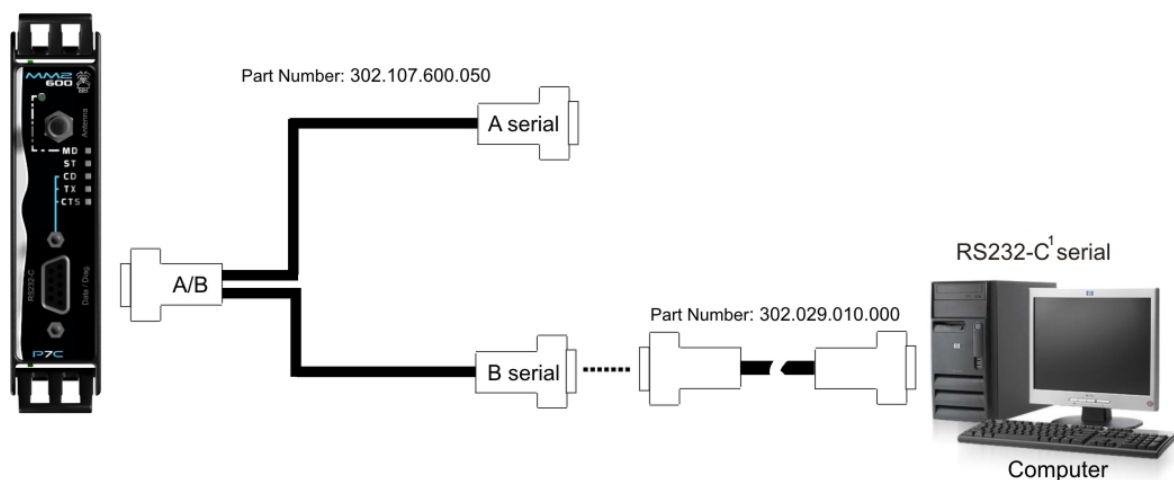 MM2
600
Antenna
MD
ST
CD
TX
CTS
RS232-C
Data / Diag.
P7C
Part Number: 302.107.600.050
A serial
A/B
B serial
Part Number: 302.029.010.000
RS232-C¹ serial
Computer